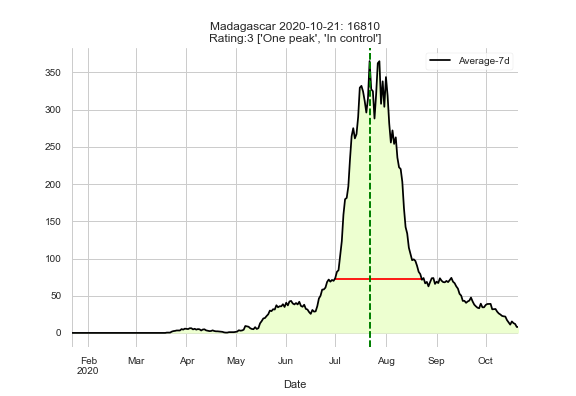 Madagascar 2020-10-21: 16810
Rating:3 ['One peak', 'In control']
Average-7d
350
300
250
200
150
100
50
0
Feb Mar Apr May Jun Jul Aug Sep Oct
2020
Date